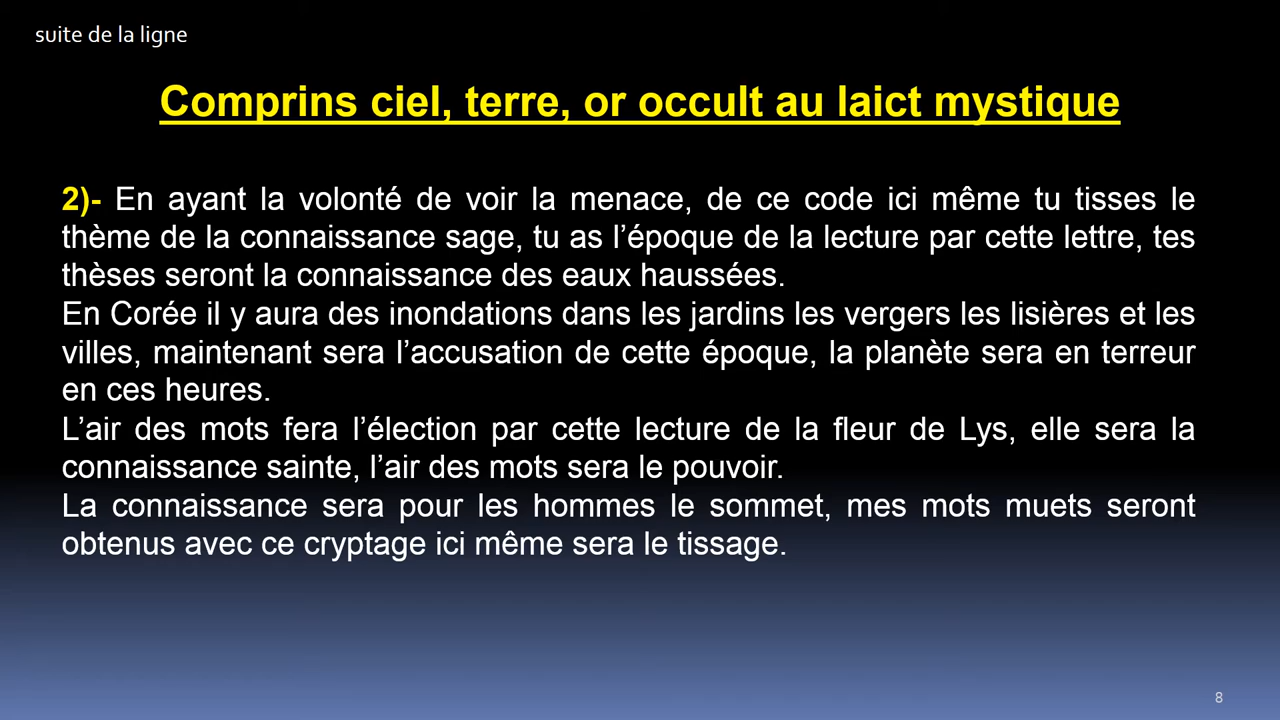 suite de la ligne
Comprins ciel, terre, or occult au laict mystique
2)- En ayant la volonté de voir la menace, de ce code ici même tu tisses le
thème de la connaissance sage, tu as l’époque de la lecture par cette lettre, tes
thèses seront la connaissance des eaux haussées.
En Corée il y aura des inondations dans les jardins les vergers les lisières et les
villes, maintenant sera l’accusation de cette époque, la planète sera en terreur
en ces heures.
L’air des mots fera l’élection par cette lecture de la fleur de Lys, elle sera la
connaissance sainte, l’air des mots sera le pouvoir.
La connaissance sera pour les hommes le sommet, mes mots muets seront
obtenus avec ce cryptage ici même sera le tissage.
8